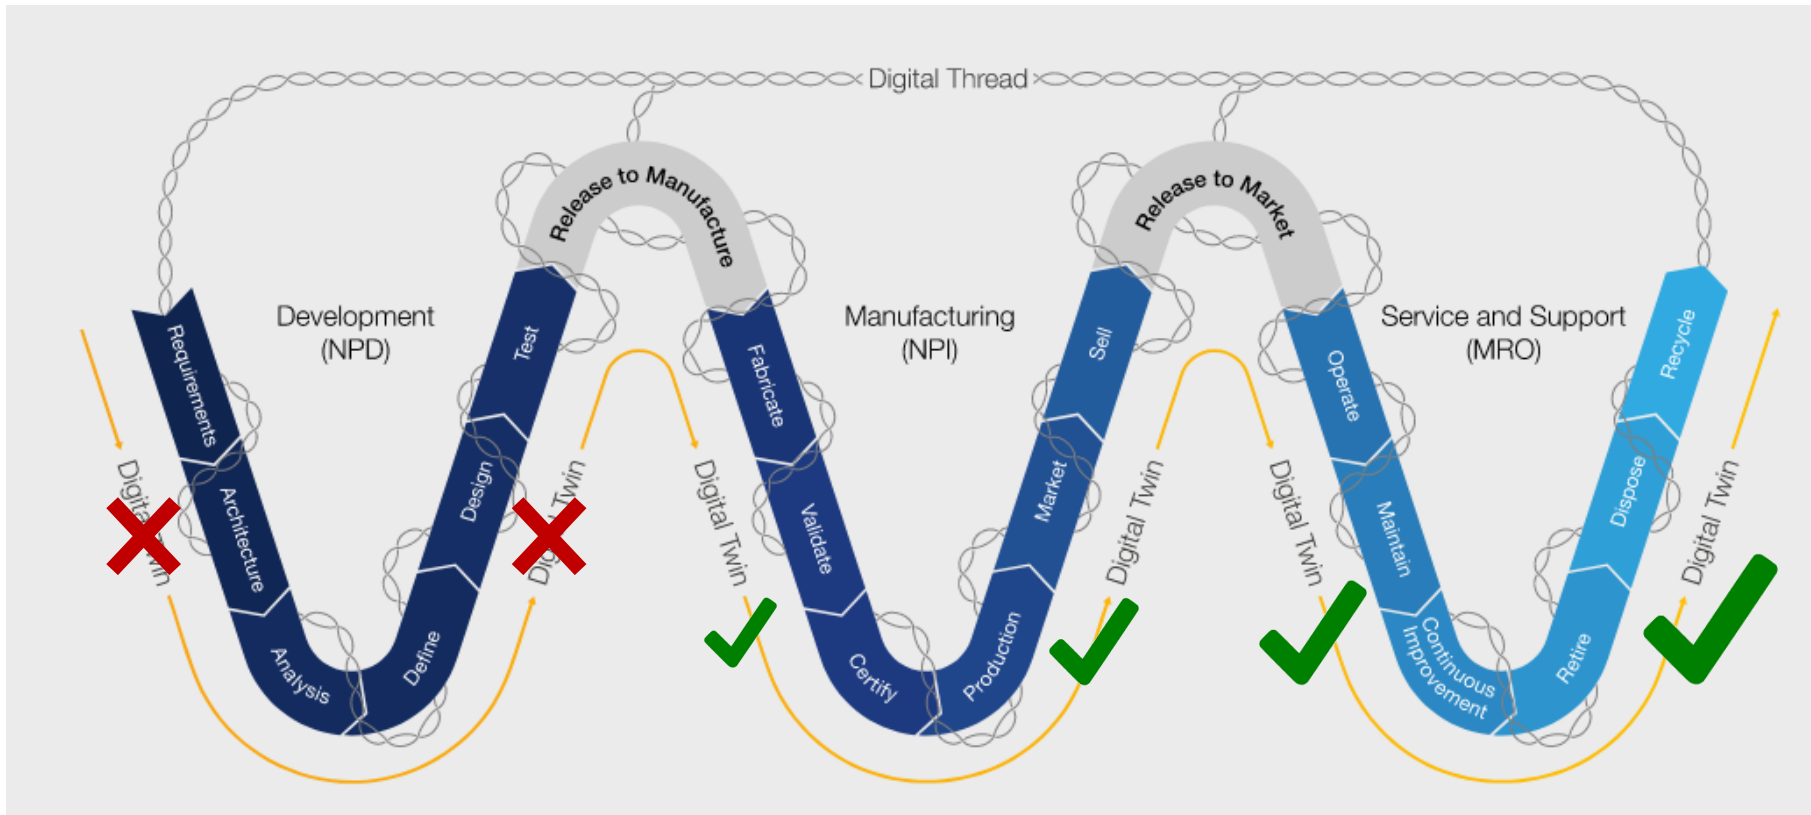 Digital Thread
Release to Manufacture
Release to Market
Development
(NPD)
Manufacturing
(NPI)
Service and Support
(MRO)
Requirements
Architecture
Analysis
Define
Design
Test
Fabricate
Validate
Certify
Production
Market
Sell
Operate
Maintain
Continuous
Improvement
Retire
Dispose
Recycle
Digital Twin
Digital Twin
Digital Twin
Digital Twin
Digital Twin
Digital Twin